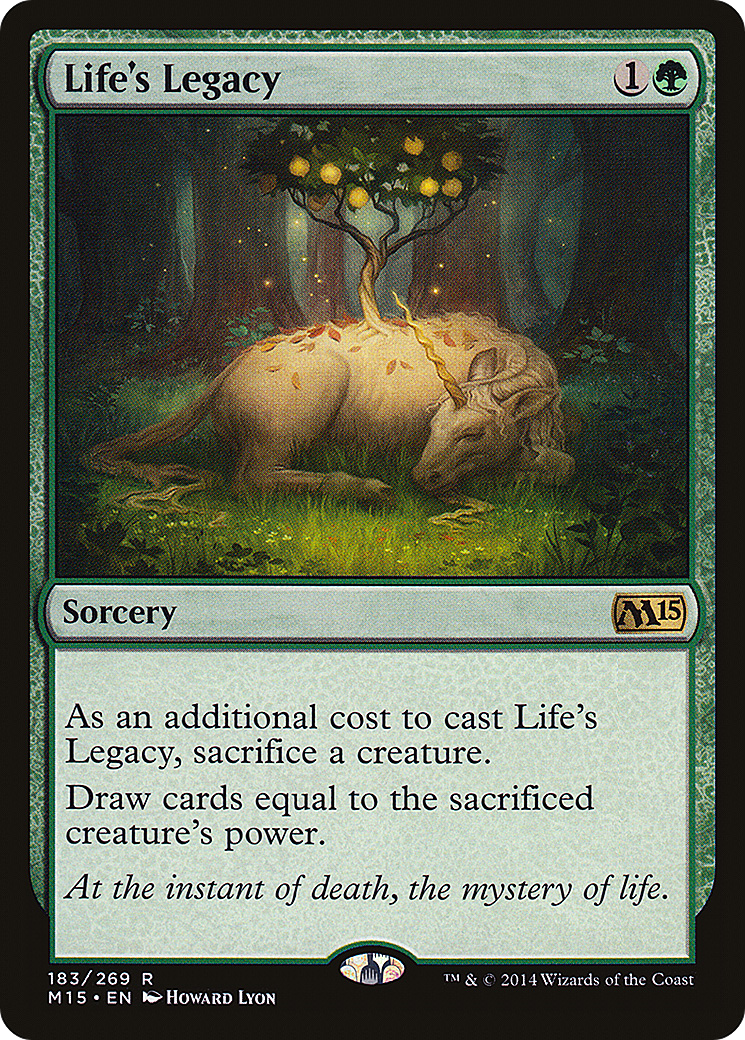 Life's Legacy 1
Sorcery M15
As an additional cost to cast Life's
Legacy, sacrifice a creature.
Draw cards equal to the sacrificed
creature's power.
At the instant of death, the mystery of life.
183/269 R
M15 • EN Howard Lyon
™ & © 2014 Wizards of the Coast